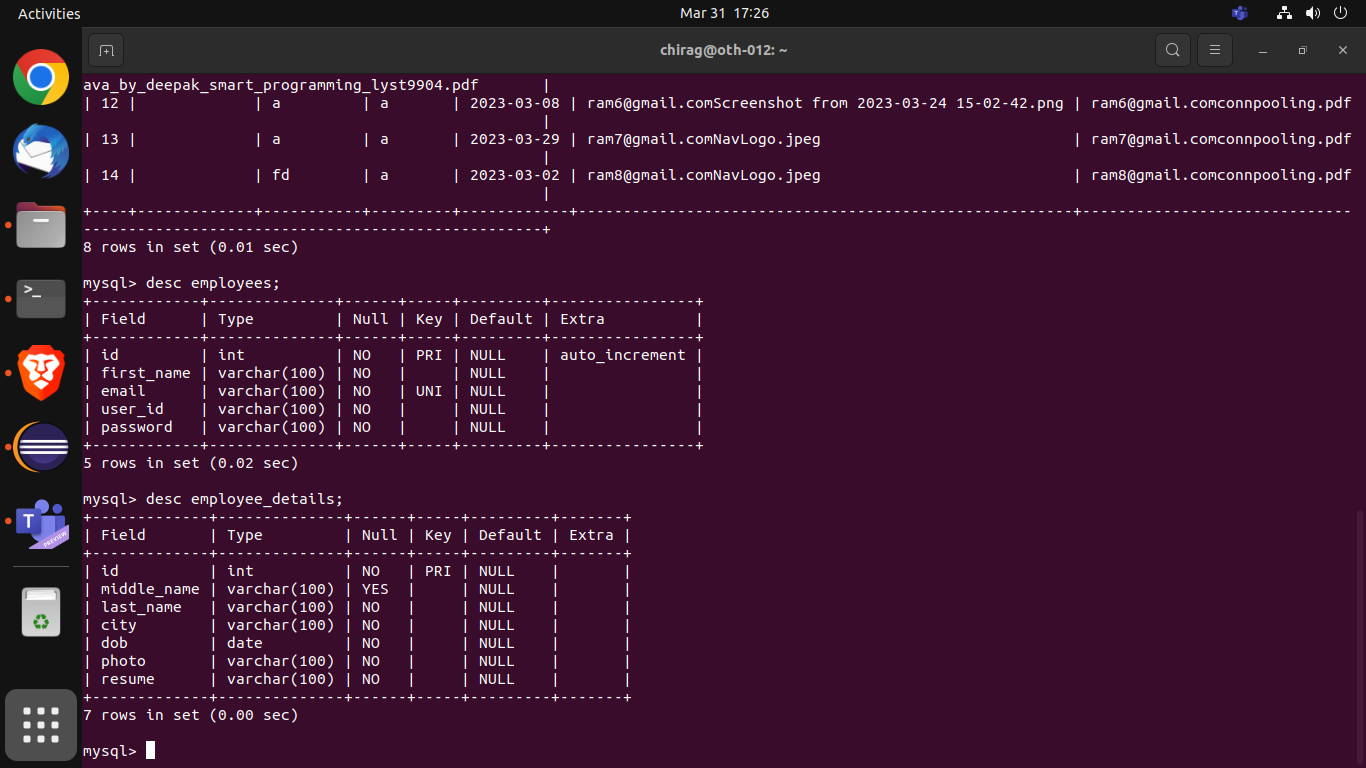 Activities
Mar 31 17:26
chirag@oth-012: ~
ava_by_deepak_smart_programming_lyst9904.pdf       |
| 12 |             | a         | a       | 2023-03-08 | ram6@gmail.comScreenshot from 2023-03-24 15-02-42.png | ram6@gmail.comconnpooling.pdf
                                                   |
| 13 |             | a         | a       | 2023-03-29 | ram7@gmail.comNavLogo.jpeg                            | ram7@gmail.comconnpooling.pdf
                                                   |
| 14 |             | fd        | a       | 2023-03-02 | ram8@gmail.comNavLogo.jpeg                            | ram8@gmail.comconnpooling.pdf
                                                   |
+----+-------------+-----------+---------+------------+-------------------------------------------------------+------------------------------
---------------------------------------------------+
8 rows in set (0.01 sec)
mysql> desc employees;
+------------+--------------+------+-----+---------+----------------+
| Field      | Type         | Null | Key | Default | Extra          |
+------------+--------------+------+-----+---------+----------------+
| id         | int          | NO   | PRI | NULL    | auto_increment |
| first_name | varchar(100) | NO   |     | NULL    |                |
| email      | varchar(100) | NO   | UNI | NULL    |                |
| user_id    | varchar(100) | NO   |     | NULL    |                |
| password   | varchar(100) | NO   |     | NULL    |                |
+------------+--------------+------+-----+---------+----------------+
5 rows in set (0.02 sec)
mysql> desc employee_details;
+-------------+--------------+------+-----+---------+-------+
| Field       | Type         | Null | Key | Default | Extra |
+-------------+--------------+------+-----+---------+-------+
| id          | int          | NO   | PRI | NULL    |       |
| middle_name | varchar(100) | YES  |     | NULL    |       |
| last_name   | varchar(100) | NO   |     | NULL    |       |
| city        | varchar(100) | NO   |     | NULL    |       |
| dob         | date         | NO   |     | NULL    |       |
| photo       | varchar(100) | NO   |     | NULL    |       |
| resume      | varchar(100) | NO   |     | NULL    |       |
+-------------+--------------+------+-----+---------+-------+
7 rows in set (0.00 sec)
mysql>
>_
T
PREVIEW